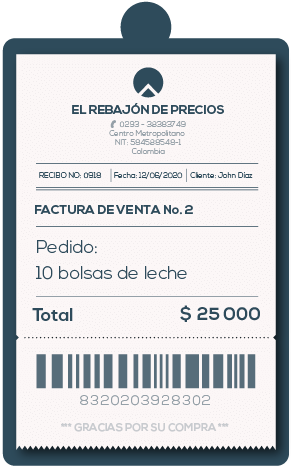 EL REBAJÓN DE PRECIOS
0293 - 38383749
Centro Metropolitano
NIT: 584588549-1
Colombia
RECIBO NO: 0918 | Fecha: 12/06/2020 | Cliente: John Díaz
FACTURA DE VENTA No. 2
Pedido:
10 bolsas de leche
Total $ 25 000
8320203928302
*** GRACIAS POR SU COMPRA ***